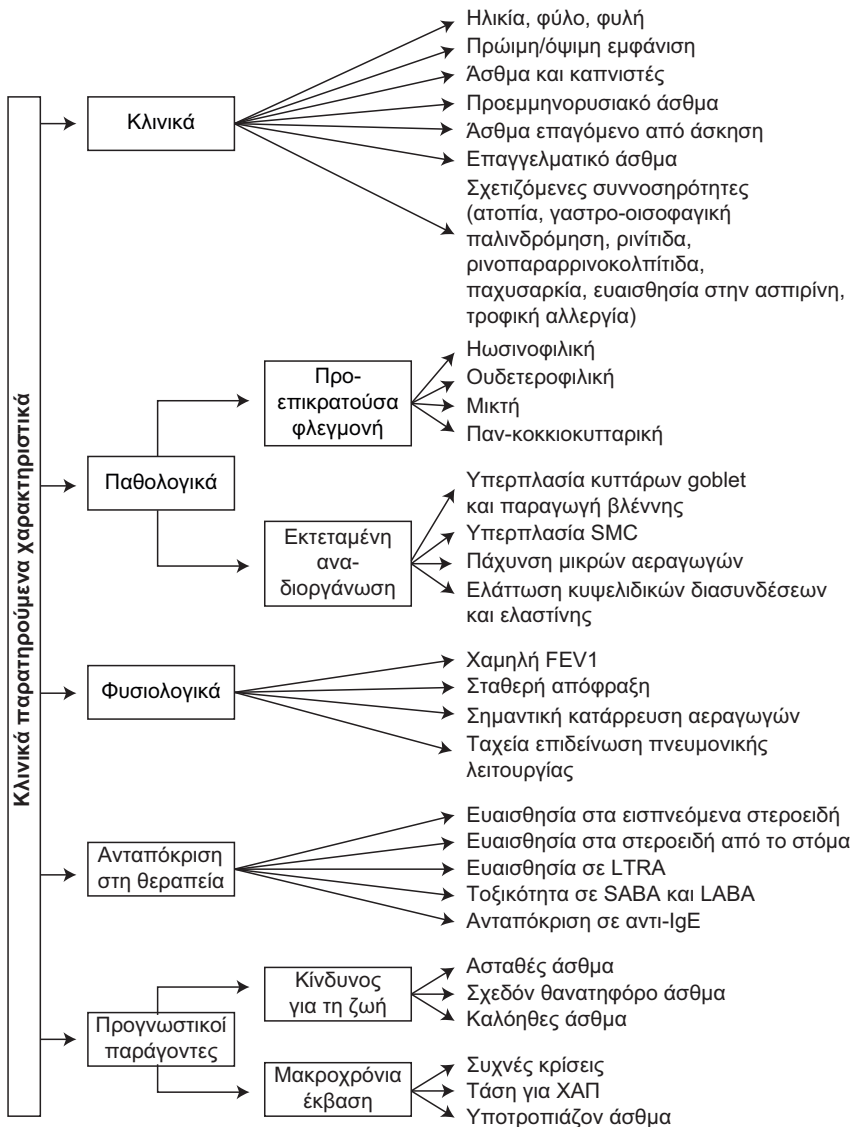 Κλινικά παρατηρούμενα χαρακτηριστικά
Κλινικά
Ηλικία, φύλο, φυλή
Πρώιμη/όψιμη εμφάνιση
Άσθμα και καπνιστές
Προεμμηνορυσιακό άσθμα
Άσθμα επαγόμενο από άσκηση
Επαγγελματικό άσθμα
Σχετιζόμενες συννοσηρότητες
(ατοπία, γαστρο-οισοφαγική
παλινδρόμηση, ρινίτιδα,
ρινοπαραρρινοκολπίτιδα,
παχυσαρκία, ευαισθησία στην ασπιρίνη,
τροφική αλλεργία)
Παθολογικά
Προ-
επικρατούσα
φλεγμονή
Ηωσινοφιλική
Ουδετεροφιλική
Μικτή
Παν-κοκκιοκυτταρική
Εκτεταμένη
ανα-
διοργάνωση
Υπερπλασία κυττάρων goblet
και παραγωγή βλέννης
Υπερπλασία SMC
Πάχυνση μικρών αεραγωγών
Ελάττωση κυψελιδικών διασυνδέσεων
και ελαστίνης
Φυσιολογικά
Χαμηλή FEV1
Σταθερή απόφραξη
Σημαντική κατάρρευση αεραγωγών
Ταχεία επιδείνωση πνευμονικής
λειτουργίας
Ανταπόκριση
στη θεραπεία
Ευαισθησία στα εισπνεόμενα στεροειδή
Ευαισθησία στα στεροειδή από το στόμα
Ευαισθησία σε LTRA
Τοξικότητα σε SABA και LABA
Ανταπόκριση σε αντι-IgE
Προγνωστικοί
παράγοντες
Κίνδυνος
για τη ζωή
Ασταθές άσθμα
Σχεδόν θανατηφόρο άσθμα
Καλόηθες άσθμα
Μακροχρόνια
έκβαση
Συχνές κρίσεις
Τάση για ΧΑΠ
Υποτροπιάζον άσθμα